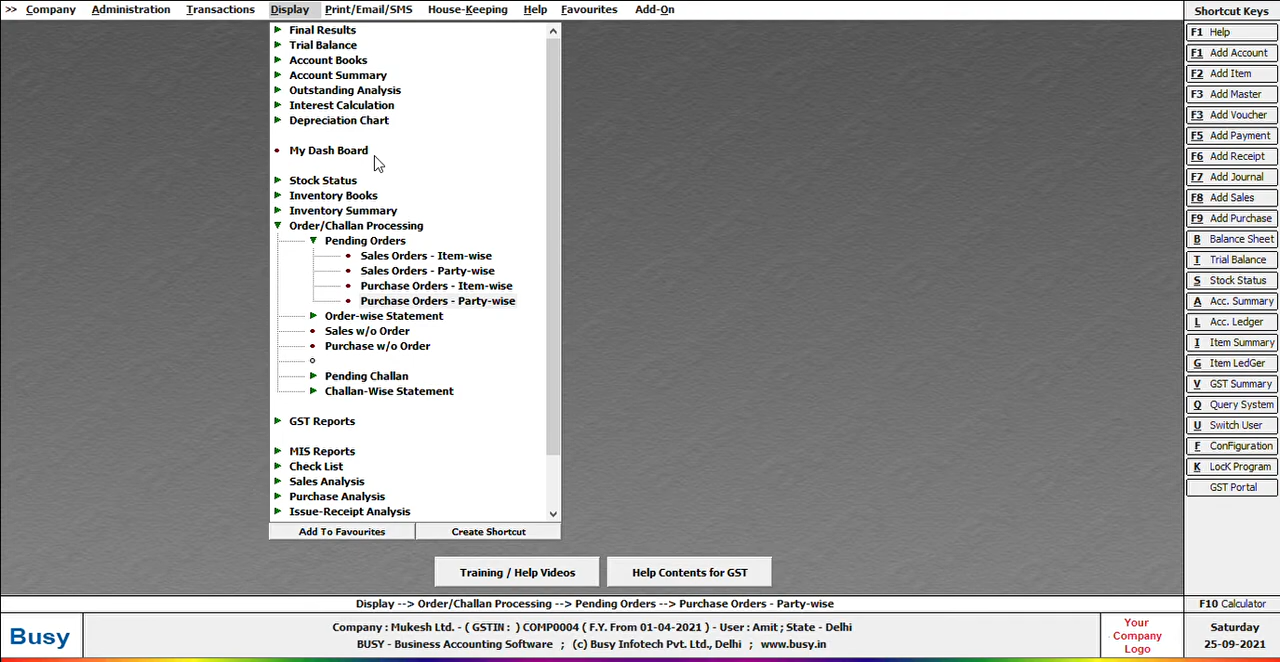 >> Company Administration Transactions Display Print/Email/SMS House-Keeping Help Favourites Add-On
Final Results
Trial Balance
Account Books
Account Summary
Outstanding Analysis
Interest Calculation
Depreciation Chart
My Dash Board
Stock Status
Inventory Books
Inventory Summary
Order/Challan Processing
Pending Orders
Sales Orders - Item-wise
Sales Orders - Party-wise
Purchase Orders - Item-wise
Purchase Orders - Party-wise
Order-wise Statement
Sales w/o Order
Purchase w/o Order
Pending Challan
Challan-Wise Statement
GST Reports
MIS Reports
Check List
Sales Analysis
Purchase Analysis
Issue-Receipt Analysis
Add To Favourites Create Shortcut
Training / Help Videos Help Contents for GST
Shortcut Keys
F1 Help
F1 Add Account
F2 Add Item
F3 Add Master
F3 Add Voucher
F5 Add Payment
F6 Add Receipt
F7 Add Journal
F8 Add Sales
F9 Add Purchase
B Balance Sheet
T Trial Balance
S Stock Status
A Acc. Summary
L Acc. Ledger
I Item Summary
G Item LedGer
V GST Summary
Q Query System
U Switch User
F ConFiguration
K LocK Program
GST Portal
Display --> Order/Challan Processing --> Pending Orders --> Purchase Orders - Party-wise
F10 Calculator
Busy
Company : Mukesh Ltd. - ( GSTIN : ) COMP0004 ( F.Y. From 01-04-2021 ) - User : Amit ; State - Delhi
BUSY - Business Accounting Software ; (c) Busy Infotech Pvt. Ltd., Delhi ; www.busy.in
Your
Company
Logo
Saturday
25-09-2021